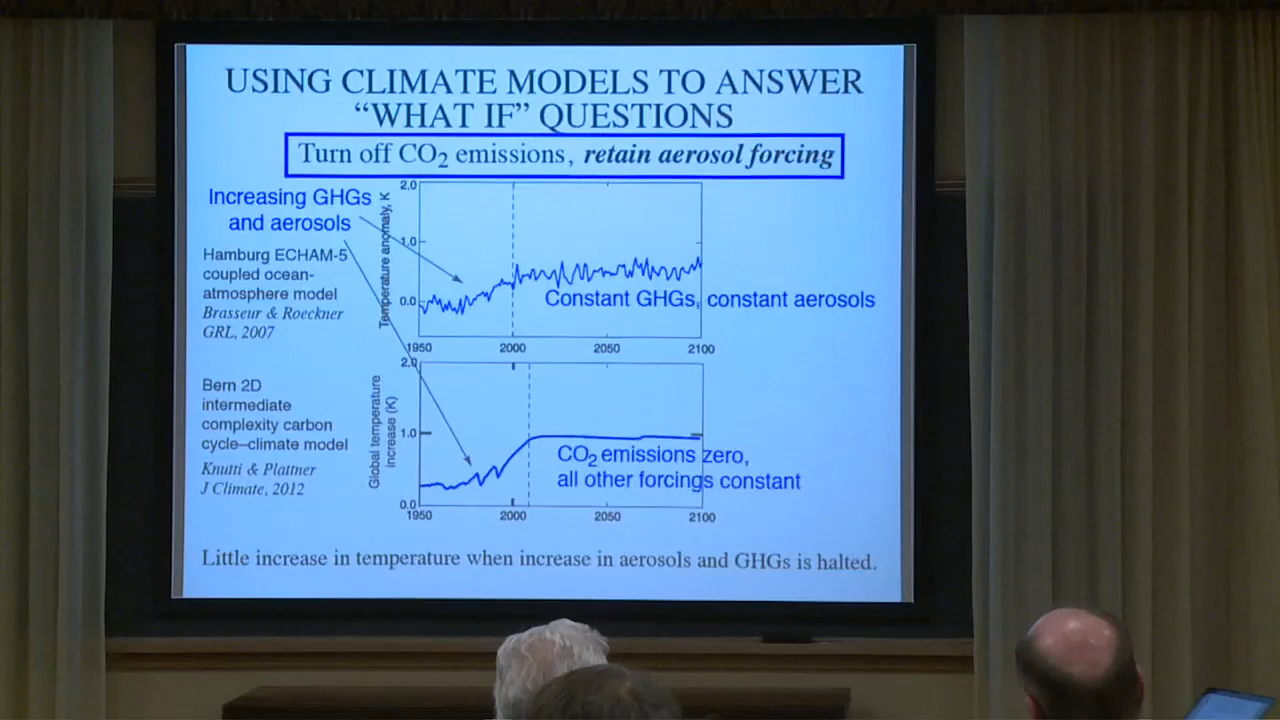 USING CLIMATE MODELS TO ANSWER
“WHAT IF” QUESTIONS
Turn off CO2 emissions, retain aerosol forcing
Increasing GHGs
and aerosols
Hamburg ECHAM-5
coupled ocean-
atmosphere model
Brasseur & Roeckner
GRL, 2007
Temperature anomaly, K
2.0
1.0
0.0
Constant GHGs, constant aerosols
1950
2000
2050
2100
Bern 2D
intermediate
complexity carbon
cycle–climate model
Knutti & Plattner
J Climate, 2012
Global temperature
increase (K)
2.0
1.0
0.0
CO2 emissions zero,
all other forcings constant
1950
2000
2050
2100
Little increase in temperature when increase in aerosols and GHGs is halted.